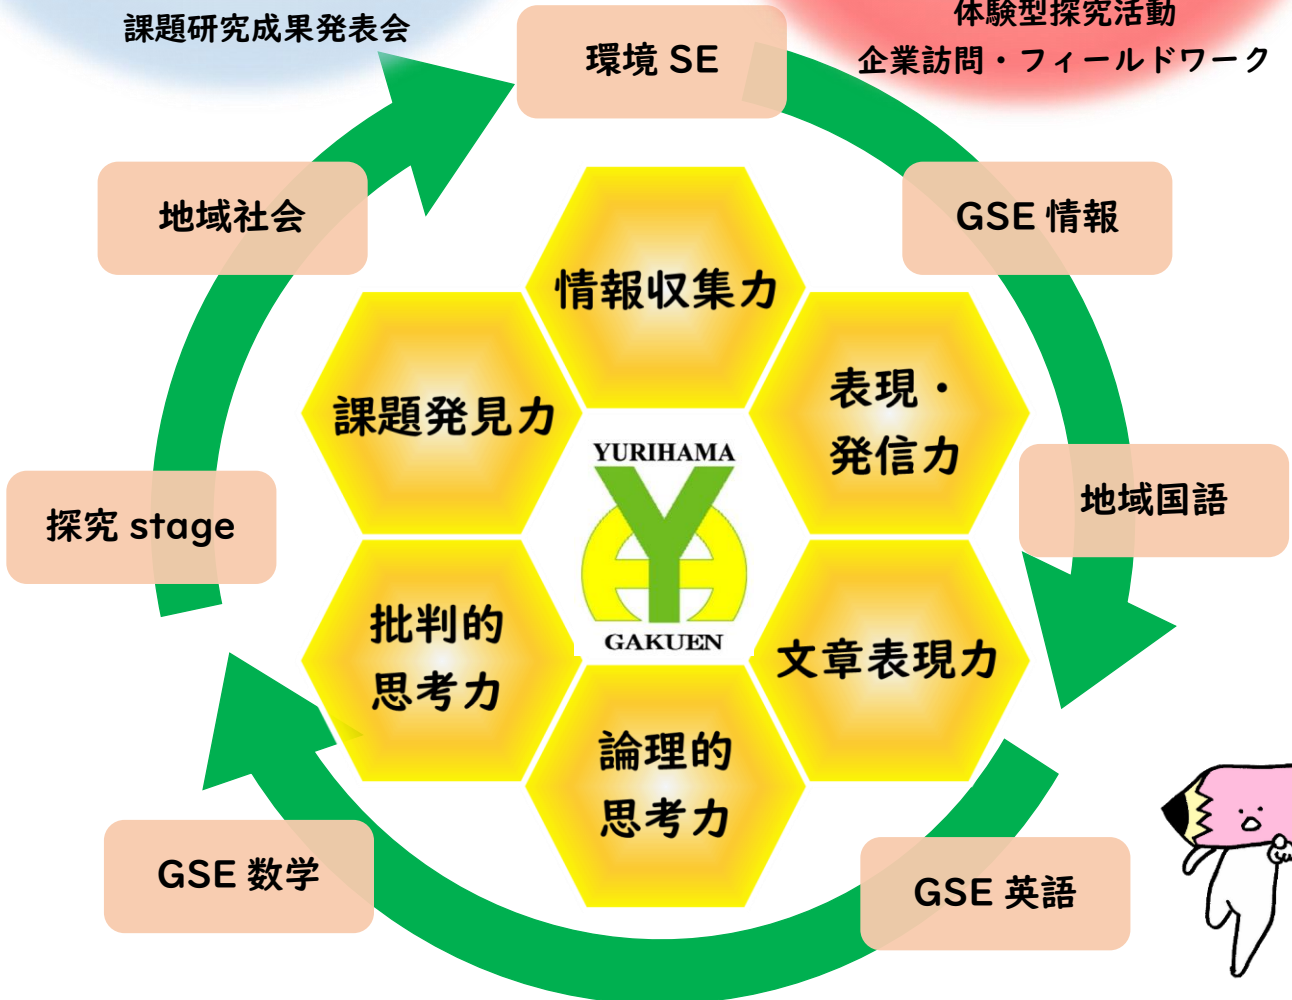 課題研究成果発表会
体験型探究活動
企業訪問・フィールドワーク
環境 SE
地域社会
GSE 情報
情報収集力
課題発見力
表現・
発信力
YURIHAMA
Y
GAKUEN
探究 stage
地域国語
批判的
思考力
文章表現力
論理的
思考力
GSE 数学
GSE 英語